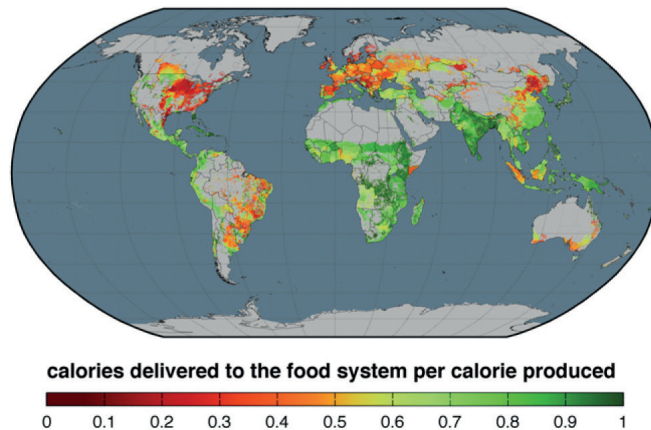 calories delivered to the food system per calorie produced
0 0.1 0.2 0.3 0.4 0.5 0.6 0.7 0.8 0.9 1